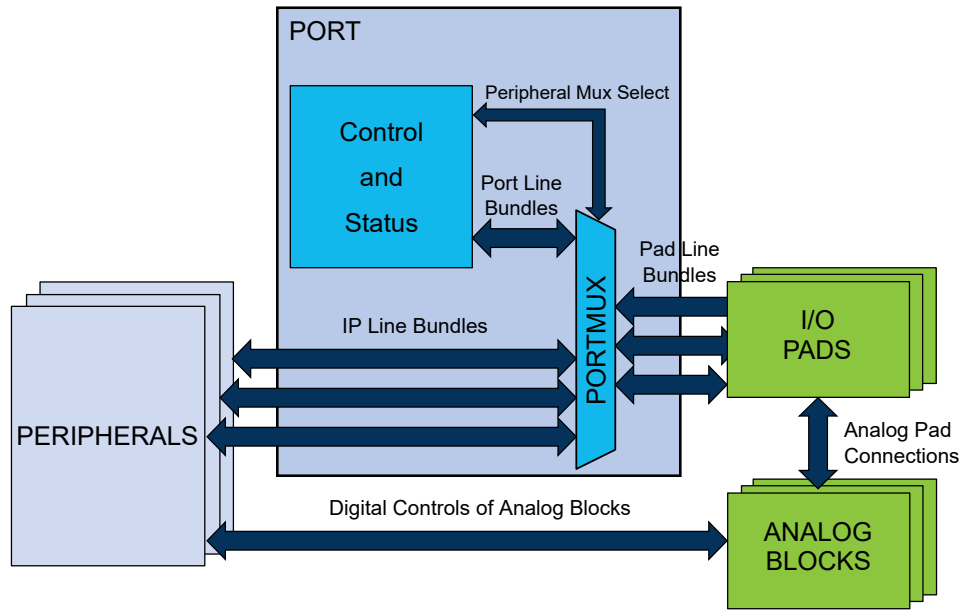 PORT
Peripheral Mux Select
Control
and
Status
Port Line
Bundles
Pad Line
Bundles
PORTMUX
I/O
PADS
IP Line Bundles
PERIPHERALS
Analog Pad
Connections
Digital Controls of Analog Blocks
ANALOG
BLOCKS